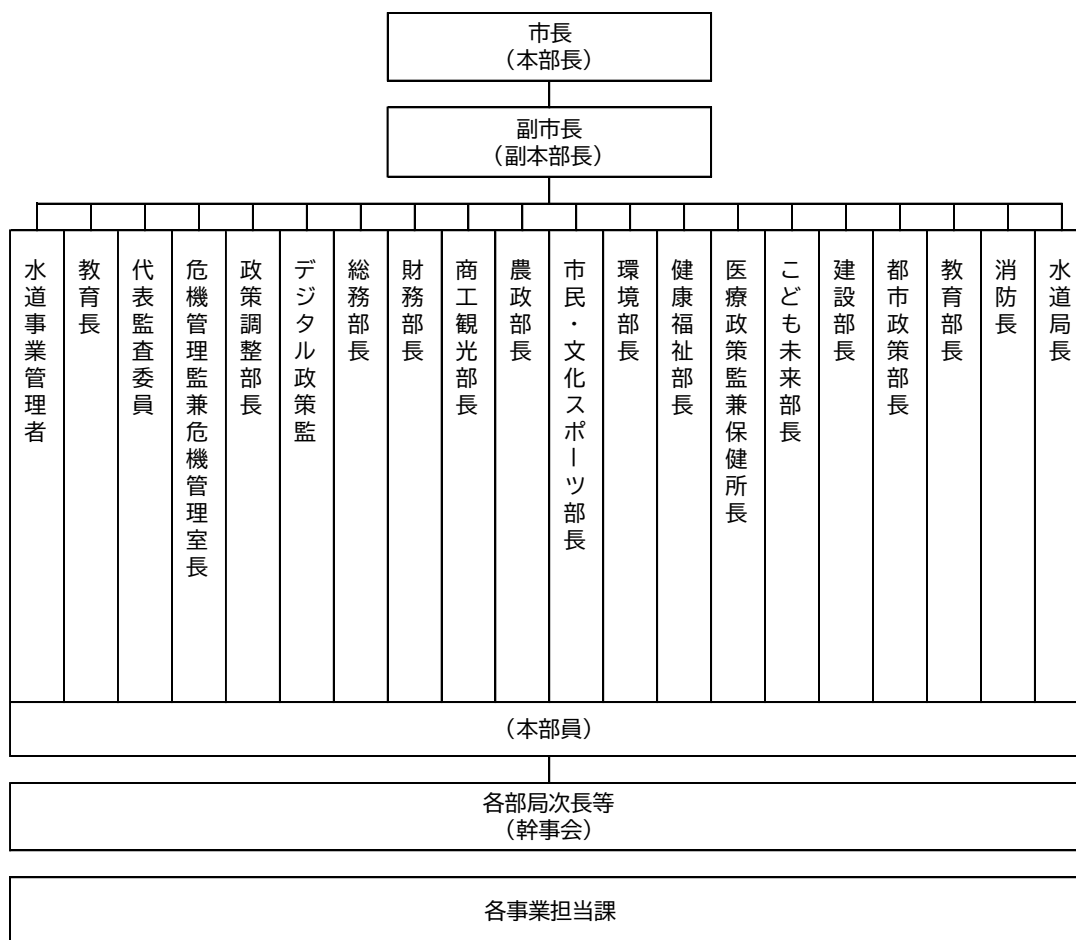 市長
（本部長）
副市長
（副本部長）
水道事業管理者
教育長
代表監査委員
危機管理監兼危機管理室長
政策調整部長
デジタル政策監
総務部長
財務部長
商工観光部長
農政部長
市民・文化スポーツ部長
環境部長
健康福祉部長
医療政策監兼保健所長
こども未来部長
建設部長
都市政策部長
教育部長
消防長
水道局長
（本部員）
各部局次長等
（幹事会）
各事業担当課